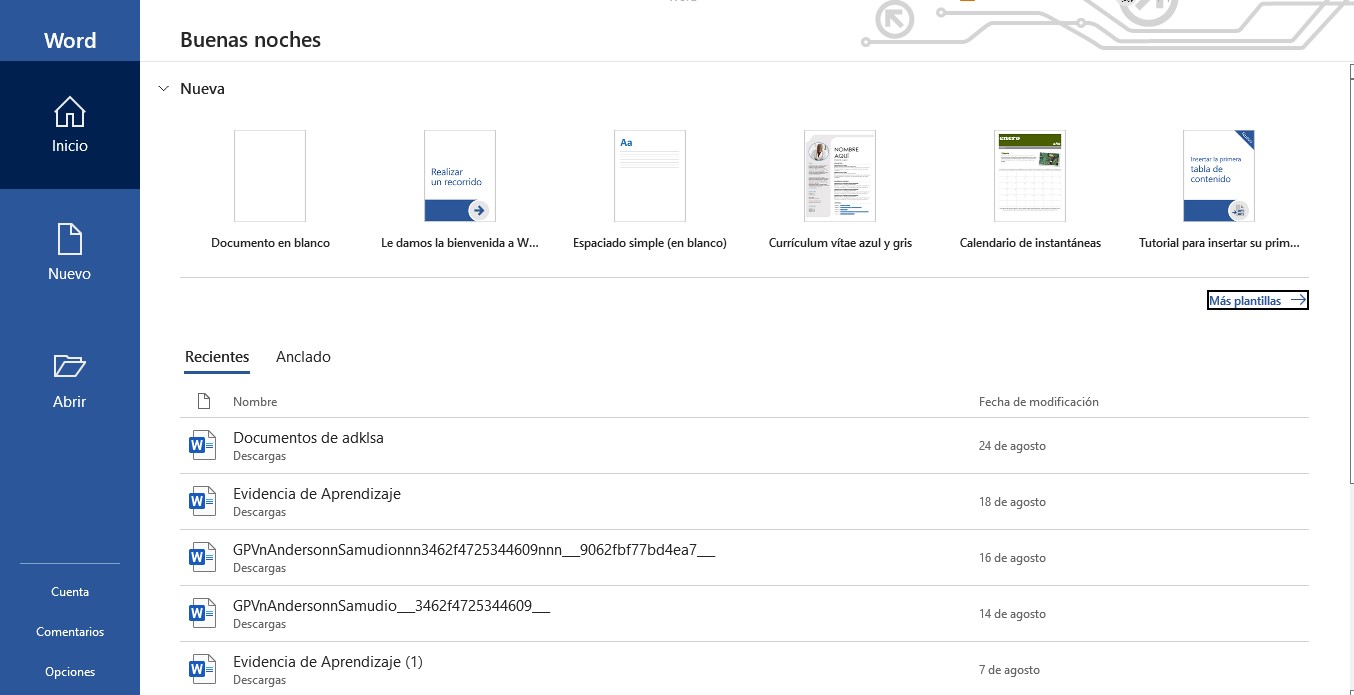 Word
Buenas noches
Nueva
Inicio
Nuevo
Abrir
Realizar
un recorrido
Aa
NOMBRE
AQUÍ
enero
Insertar la primera
tabla de
contenido
Documento en blanco
Le damos la bienvenida a W...
Espaciado simple (en blanco)
Currículum vítae azul y gris
Calendario de instantáneas
Tutorial para insertar su prim...
Más plantillas
Recientes
Anclado
Nombre
Fecha de modificación
Documentos de adklsa
Descargas
24 de agosto
Evidencia de Aprendizaje
Descargas
18 de agosto
GPVnAndersonnSamudionnn3462f4725344609nnn___9062fbf77bd4ea7___
Descargas
16 de agosto
GPVnAndersonnSamudio___3462f4725344609___
Descargas
14 de agosto
Evidencia de Aprendizaje (1)
Descargas
7 de agosto
Cuenta
Comentarios
Opciones